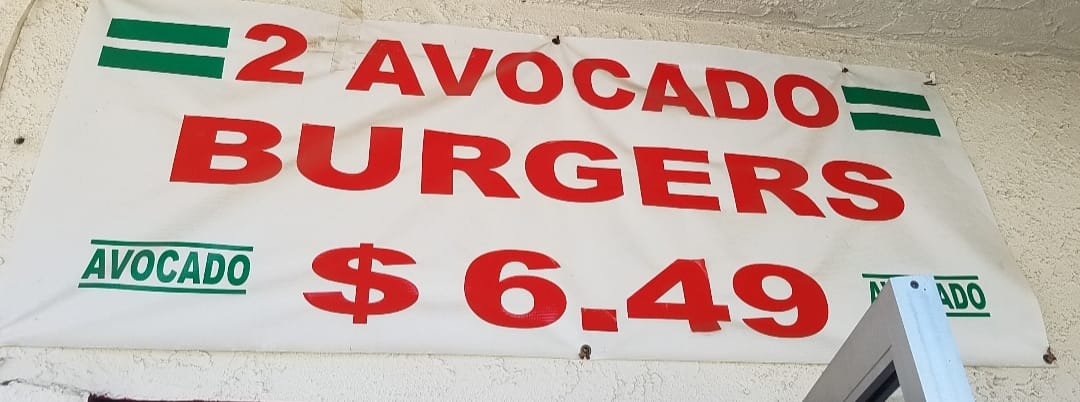 2 AVOCADO
BURGERS
AVOCADO
$ 6.49